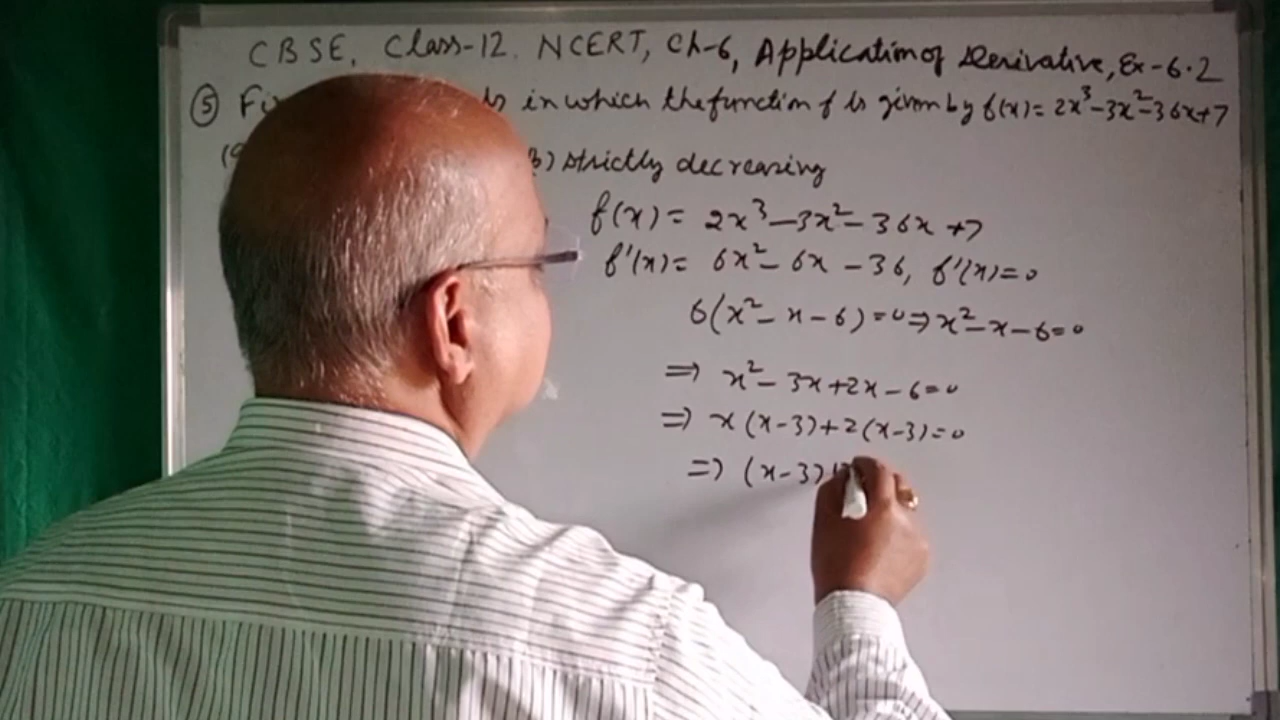 CBSE, Class-12. NCERT, Ch-6, Application of Derivative, Ex-6.2
⑤ in which the function f is given by f(x) = 2x³-3x²-36x+7
strictly decreasing
f(x) = 2x³-3x²-36x+7
f'(x) = 6x²-6x-36, f'(x)=0
6(x²-x-6)=0⇒x²-x-6=0
⇒ x²-3x+2x-6=0
⇒ x(x-3)+2(x-3)=0
⇒ (x-3)